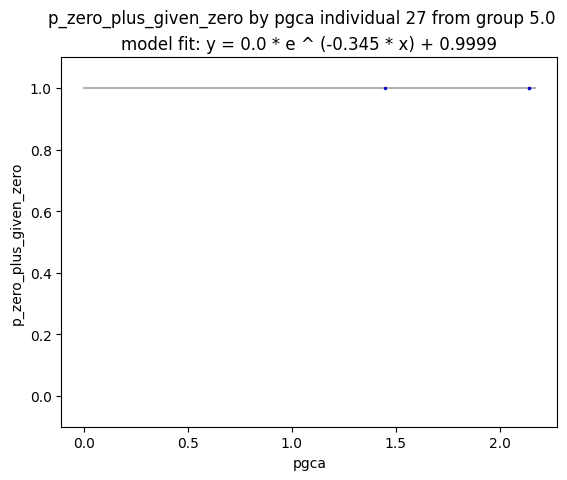 p_zero_plus_given_zero by pgca individual 27 from group 5.0
model fit: y = 0.0 * e ^ (-0.345 * x) + 0.9999
1.0
0.8
0.6
0.4
0.2
0.0
p_zero_plus_given_zero
0.0 0.5 1.0 1.5 2.0
pgca